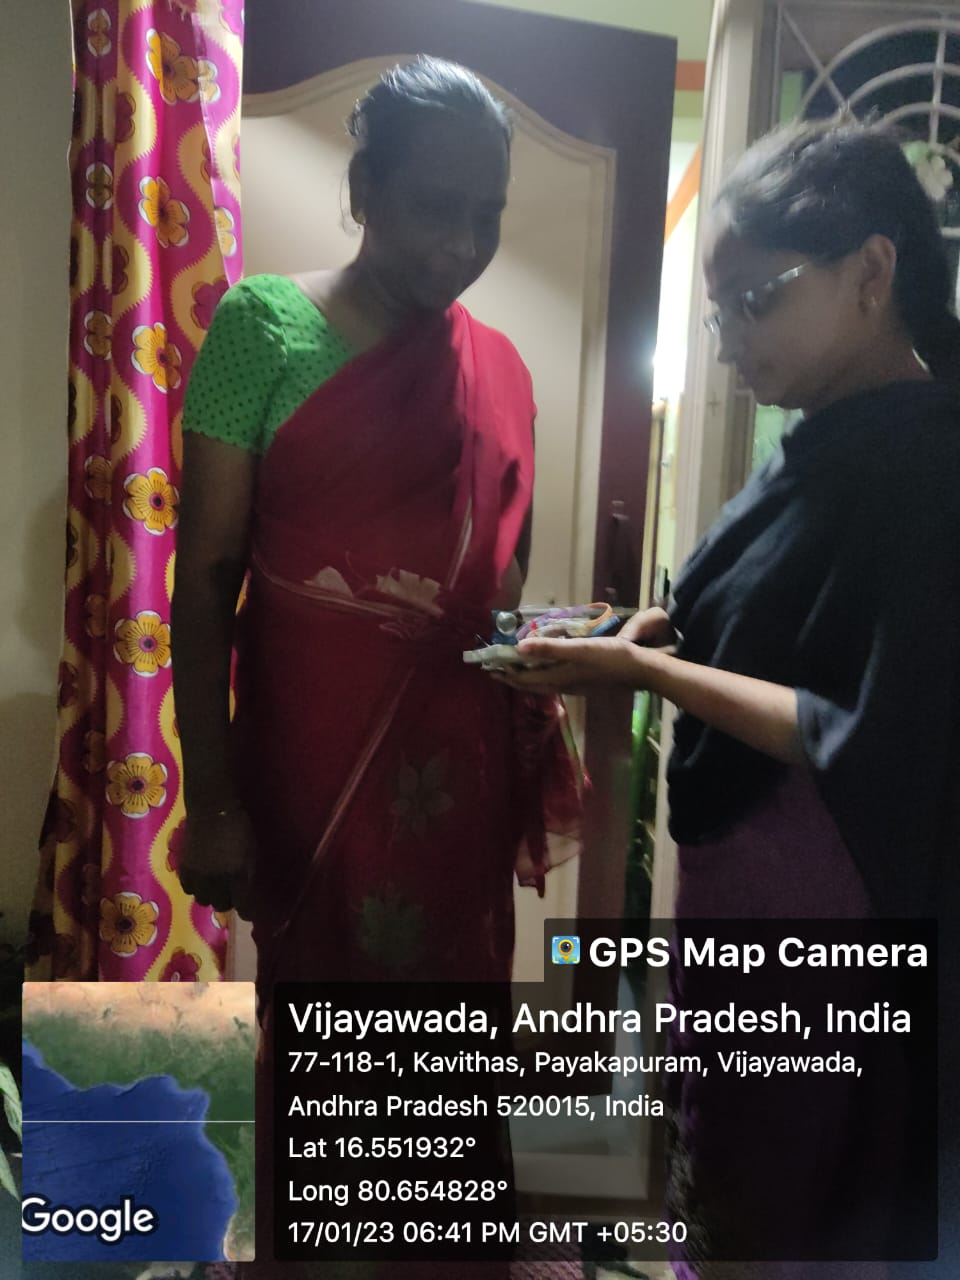 GPS Map Camera
Vijayawada, Andhra Pradesh, India
77-118-1, Kavithas, Payakapuram, Vijayawada,
Andhra Pradesh 520015, India
Lat 16.551932°
Long 80.654828°
17/01/23 06:41 PM GMT +05:30
Google